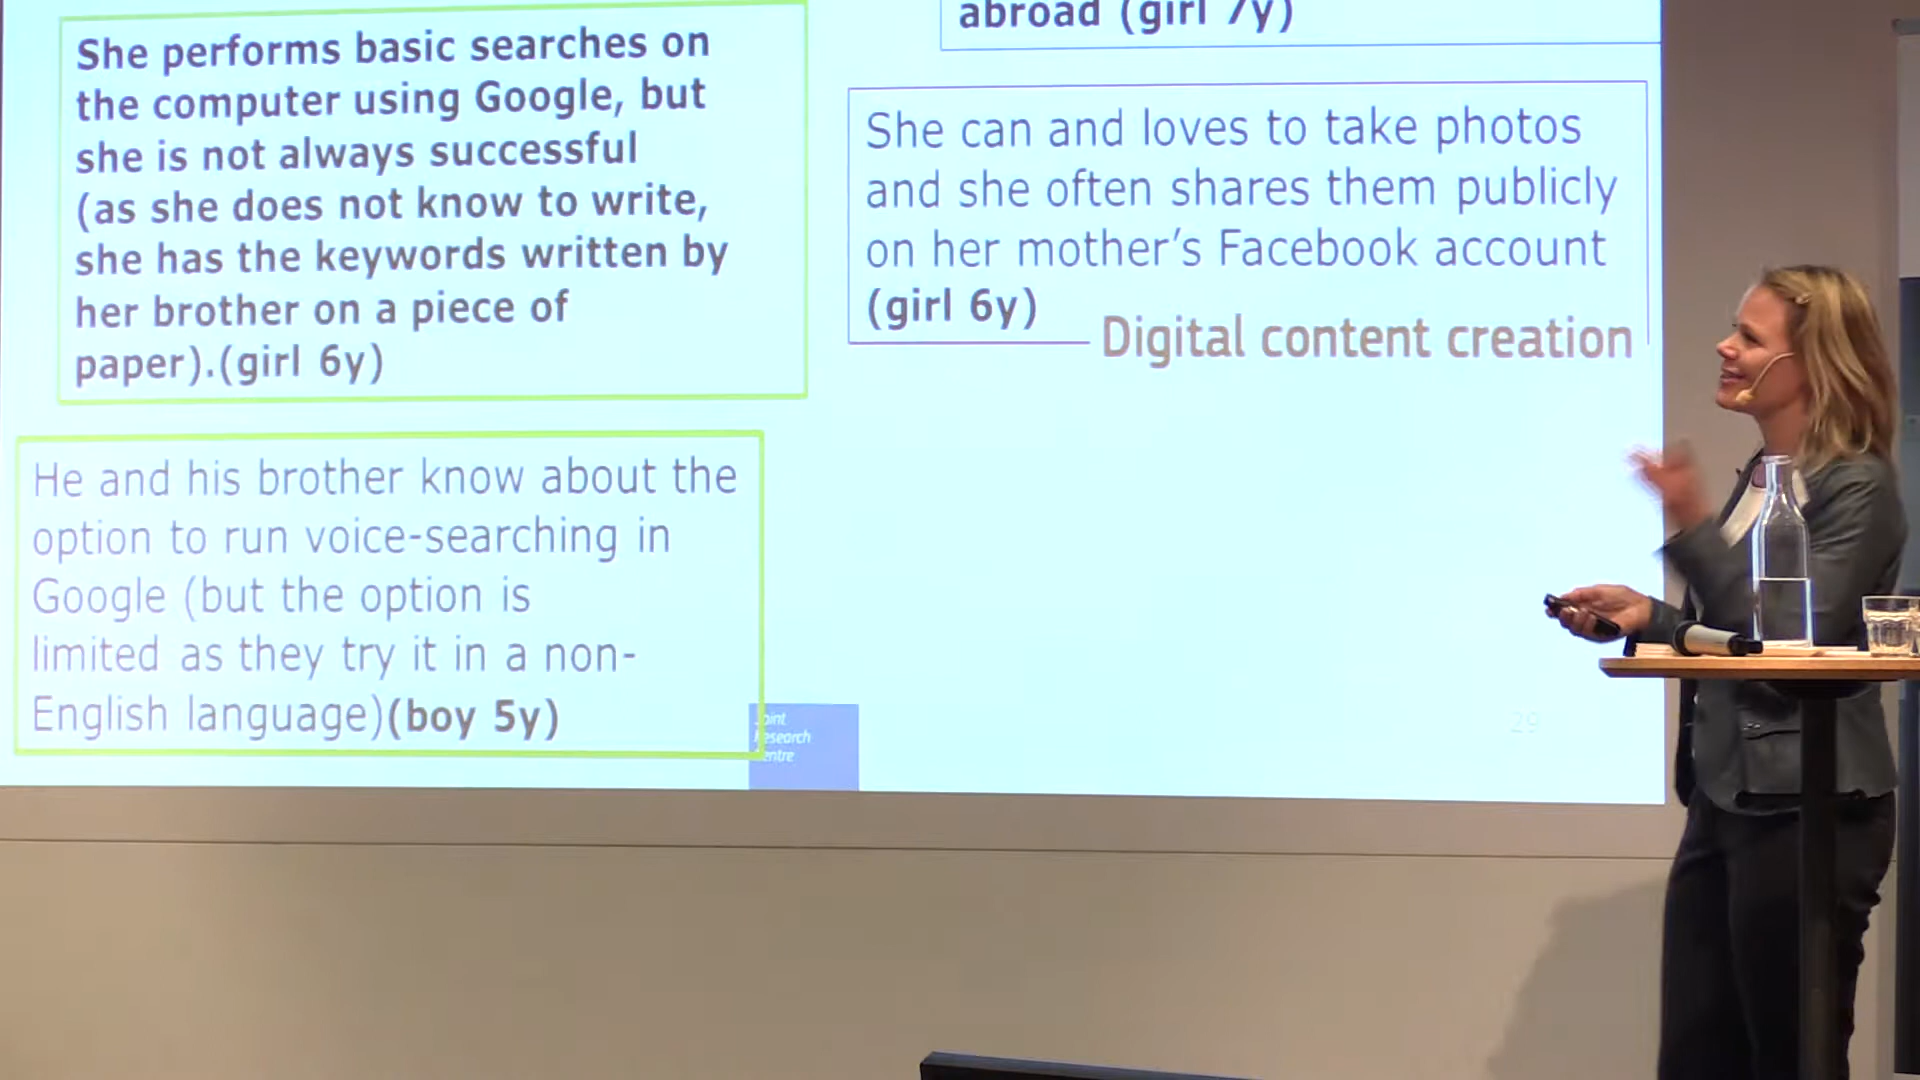 She performs basic searches on
the computer using Google, but
she is not always successful
(as she does not know to write,
she has the keywords written by
her brother on a piece of
paper).(girl 6y)
He and his brother know about the
option to run voice-searching in
Google (but the option is
limited as they try it in a non-
English language)(boy 5y)
Joint
Research
Centre
abroad (girl 7y)
She can and loves to take photos
and she often shares them publicly
on her mother's Facebook account
(girl 6y)
Digital content creation
29